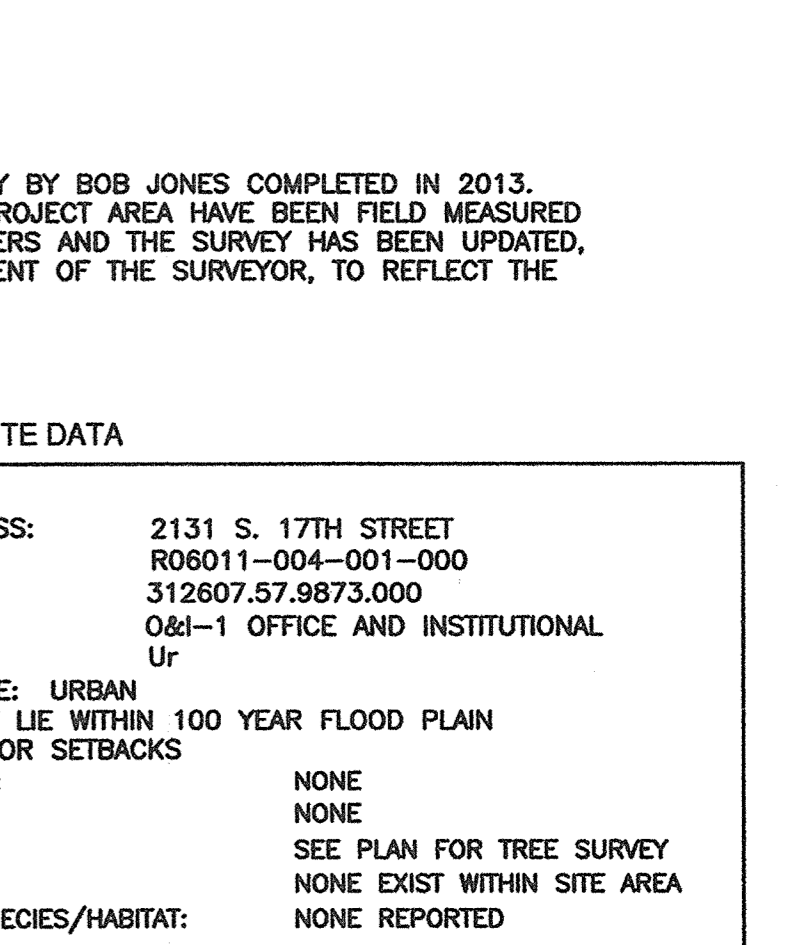 Y BY BOB JONES COMPLETED IN 2013.
ROJECT AREA HAVE BEEN FIELD MEASURED
ERS AND THE SURVEY HAS BEEN UPDATED,
ENT OF THE SURVEYOR, TO REFLECT THE
TE DATA
SS: 2131 S. 17TH STREET
R06011-004-001-000
312607.57.9873.000
O&I-1 OFFICE AND INSTITUTIONAL
Ur
E: URBAN
LIE WITHIN 100 YEAR FLOOD PLAIN
OR SETBACKS
: NONE
NONE
SEE PLAN FOR TREE SURVEY
NONE EXIST WITHIN SITE AREA
ECIES/HABITAT: NONE REPORTED